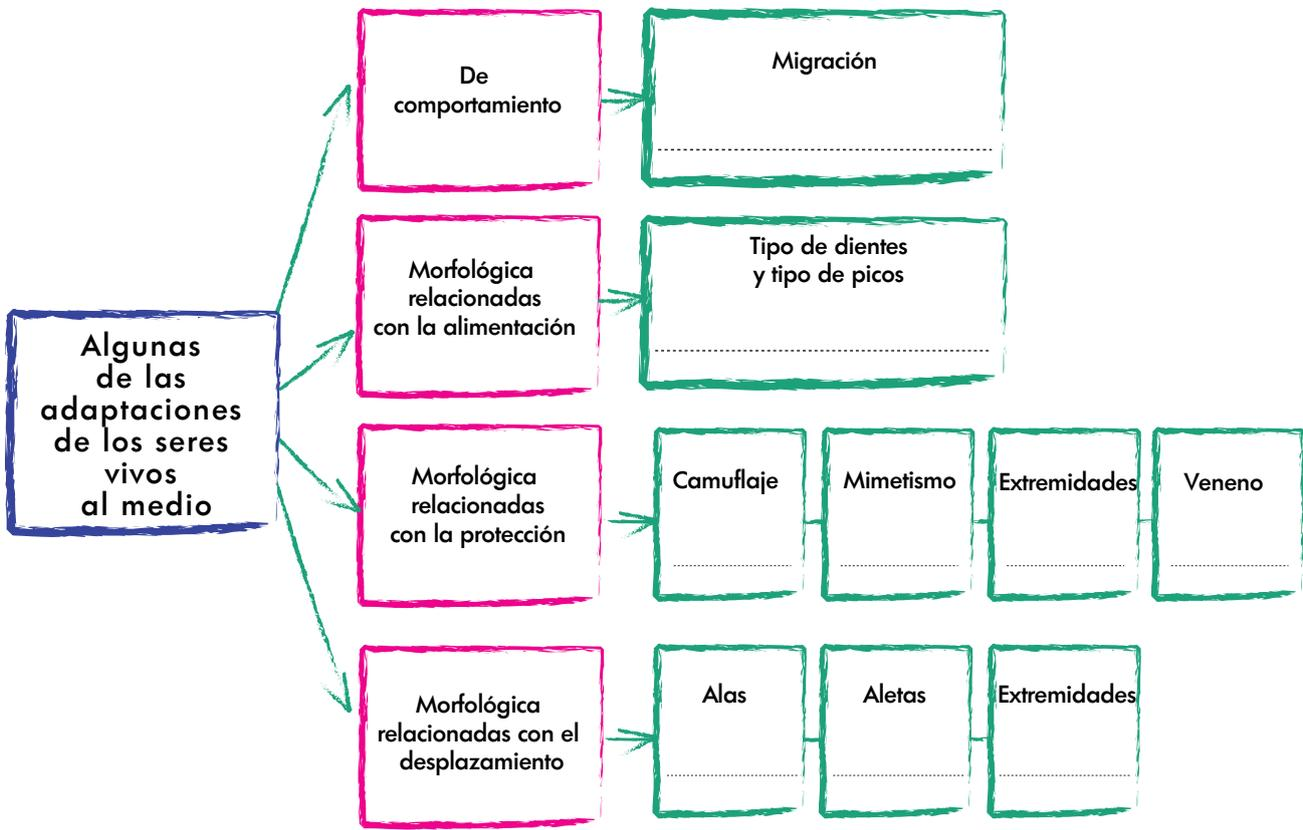 Algunas
de las
adaptaciones
de los seres
vivos
al medio
De
comportamiento
Migración
Morfológica
relacionadas
con la alimentación
Tipo de dientes
y tipo de picos
Morfológica
relacionadas
con la protección
Camuflaje
Mimetismo
Extremidades
Veneno
Morfológica
relacionadas con el
desplazamiento
Alas
Aletas
Extremidades